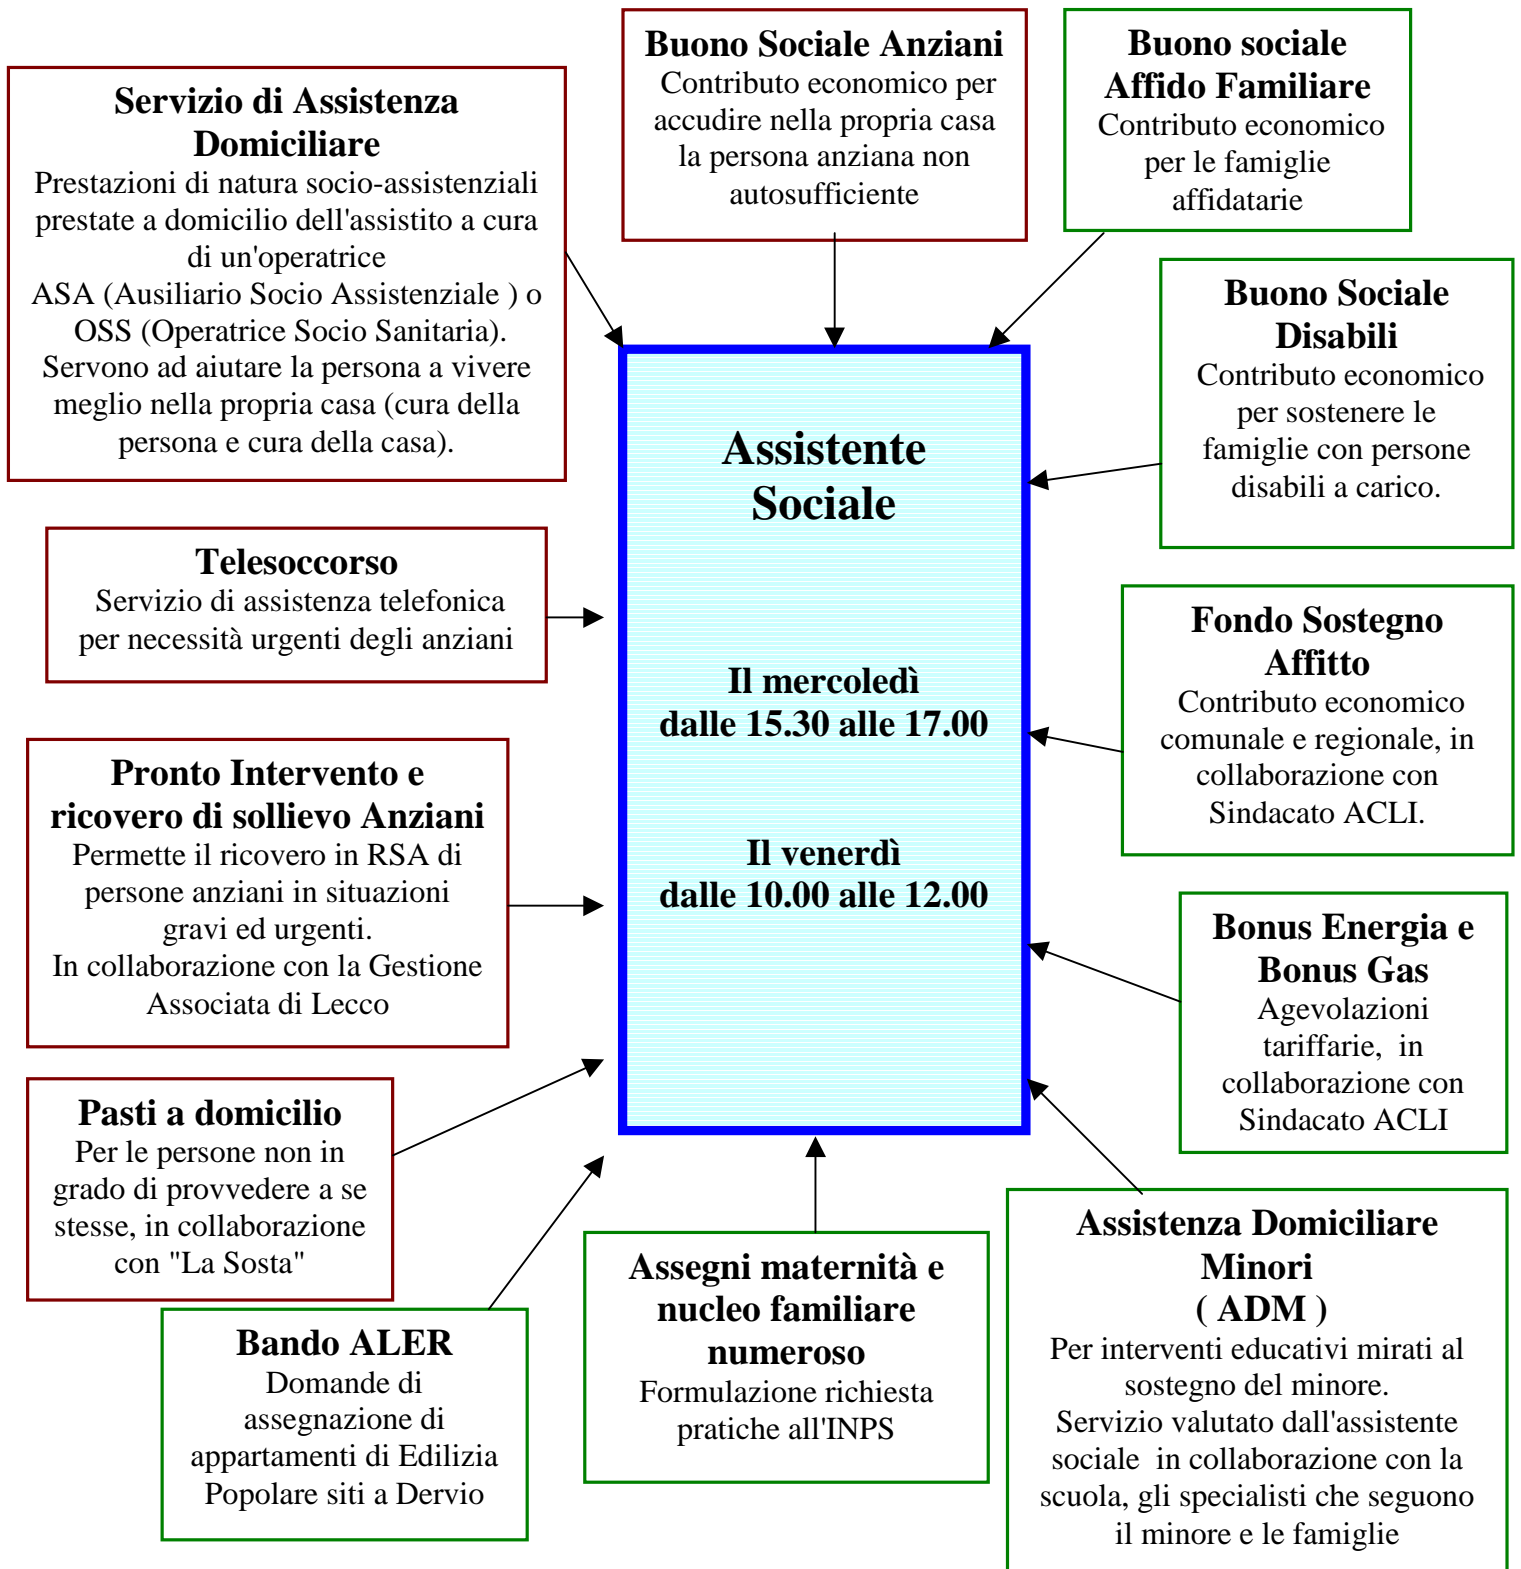 Servizio di Assistenza
Domiciliare
Prestazioni di natura socio-assistenziali
prestate a domicilio dell'assistito a cura
di un'operatrice
ASA (Ausiliario Socio Assistenziale ) o
OSS (Operatrice Socio Sanitaria).
Servono ad aiutare la persona a vivere
meglio nella propria casa (cura della
persona e cura della casa).
Buono Sociale Anziani
Contributo economico per
accudire nella propria casa
la persona anziana non
autosufficiente
Buono sociale
Affido Familiare
Contributo economico
per le famiglie
affidatarie
Buono Sociale
Disabili
Contributo economico
per sostenere le
famiglie con persone
disabili a carico.
Assistente
Sociale
Il mercoledì
dalle 15.30 alle 17.00
Il venerdì
dalle 10.00 alle 12.00
Telesoccorso
Servizio di assistenza telefonica
per necessità urgenti degli anziani
Fondo Sostegno
Affitto
Contributo economico
comunale e regionale, in
collaborazione con
Sindacato ACLI.
Pronto Intervento e
ricovero di sollievo Anziani
Permette il ricovero in RSA di
persone anziani in situazioni
gravi ed urgenti.
In collaborazione con la Gestione
Associata di Lecco
Bonus Energia e
Bonus Gas
Agevolazioni
tariffarie, in
collaborazione con
Sindacato ACLI
Pasti a domicilio
Per le persone non in
grado di provvedere a se
stesse, in collaborazione
con "La Sosta"
Bando ALER
Domande di
assegnazione di
appartamenti di Edilizia
Popolare siti a Dervio
Assegni maternità e
nucleo familiare
numeroso
Formulazione richiesta
pratiche all'INPS
Assistenza Domiciliare
Minori
( ADM )
Per interventi educativi mirati al
sostegno del minore.
Servizio valutato dall'assistente
sociale in collaborazione con la
scuola, gli specialisti che seguono
il minore e le famiglie